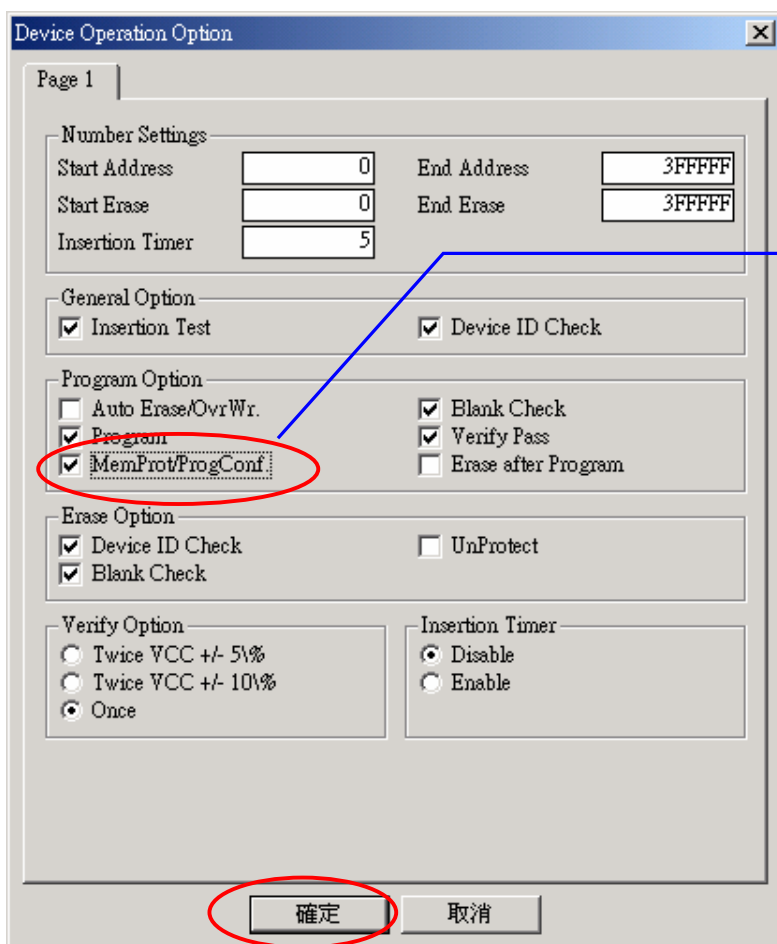 Device Operation Option
Page 1
Number Settings
Start Address 0 End Address 3FFFFF
Start Erase 0 End Erase 3FFFFF
Insertion Timer 5
General Option
Insertion Test Device ID Check
Program Option
Auto Erase/OvrWr. Blank Check
Program Verify Pass
MemProt/ProgConf. Erase after Program
Erase Option
Device ID Check UnProtect
Blank Check
Verify Option Insertion Timer
Twice VCC +/- 5\% Disable
Twice VCC +/- 10\% Enable
Once
確定 取消